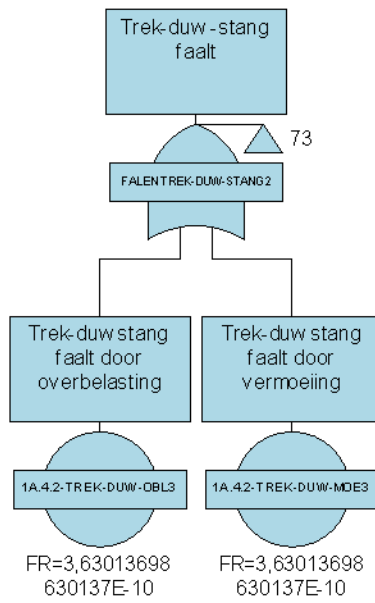 Trek-duw-stang
faalt
73
FALENTREK-DUW-STANG2
Trek-duw stang
faalt door
overbelasting
Trek-duw stang
faalt door
vermoeiing
1A.4.2-TREK-DUW-OBL3
1A.4.2-TREK-DUW-MOE3
FR=3,63013698
630137E-10
FR=3,63013698
630137E-10